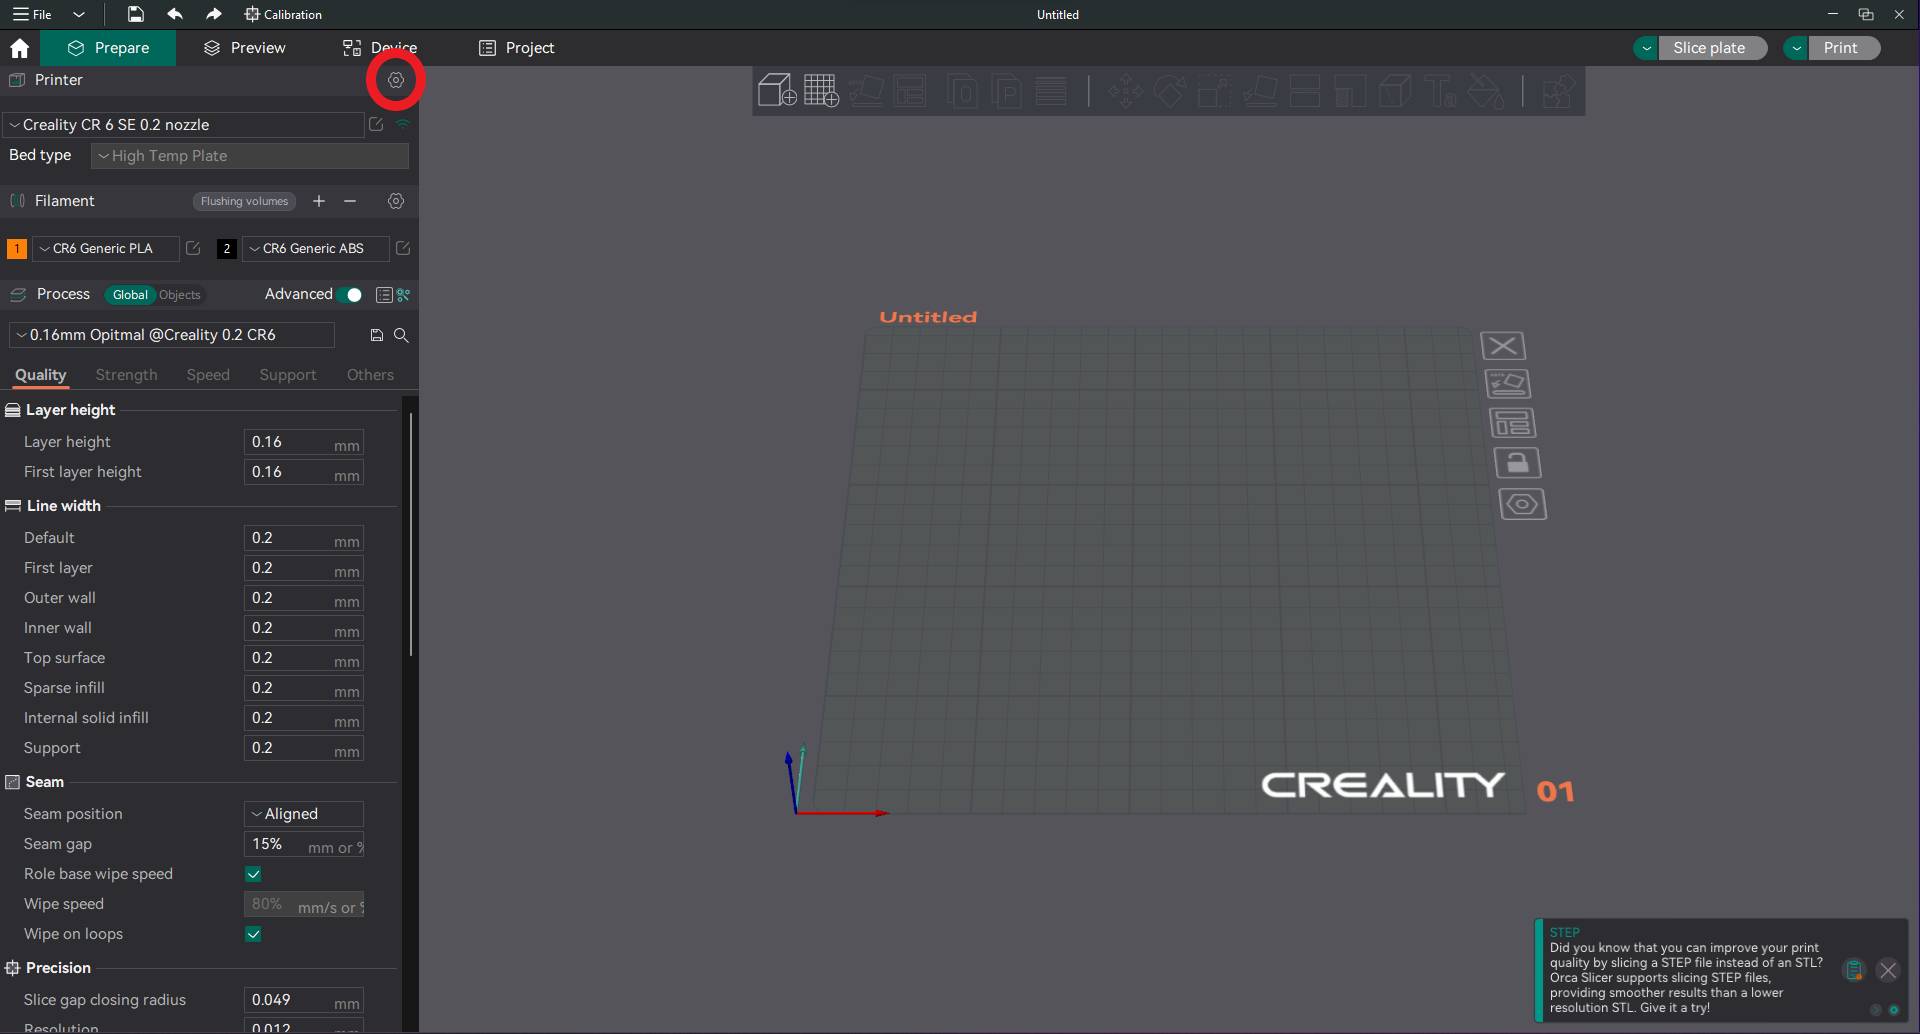 File
Calibration
Untitled
Prepare
Preview
Device
Project
Slice plate
Print
Printer
Creality CR 6 SE 0.2 nozzle
Bed type
High Temp Plate
Filament
Flushing volumes
1
CR6 Generic PLA
2
CR6 Generic ABS
Process
Global
Objects
Advanced
0.16mm Opitmal @Creality 0.2 CR6
Quality
Strength
Speed
Support
Others
Layer height
Layer height 0.16 mm
First layer height 0.16 mm
Line width
Default 0.2 mm
First layer 0.2 mm
Outer wall 0.2 mm
Inner wall 0.2 mm
Top surface 0.2 mm
Sparse infill 0.2 mm
Internal solid infill 0.2 mm
Support 0.2 mm
Seam
Seam position Aligned
Seam gap 15% mm or %
Role base wipe speed
Wipe speed 80% mm/s or %
Wipe on loops
Precision
Slice gap closing radius 0.049 mm
Resolution 0.012 mm
Untitled
CREALITY
01
STEP
Did you know that you can improve your print
quality by slicing a STEP file instead of an STL?
Orca Slicer supports slicing STEP files,
providing smoother results than a lower
resolution STL. Give it a try!